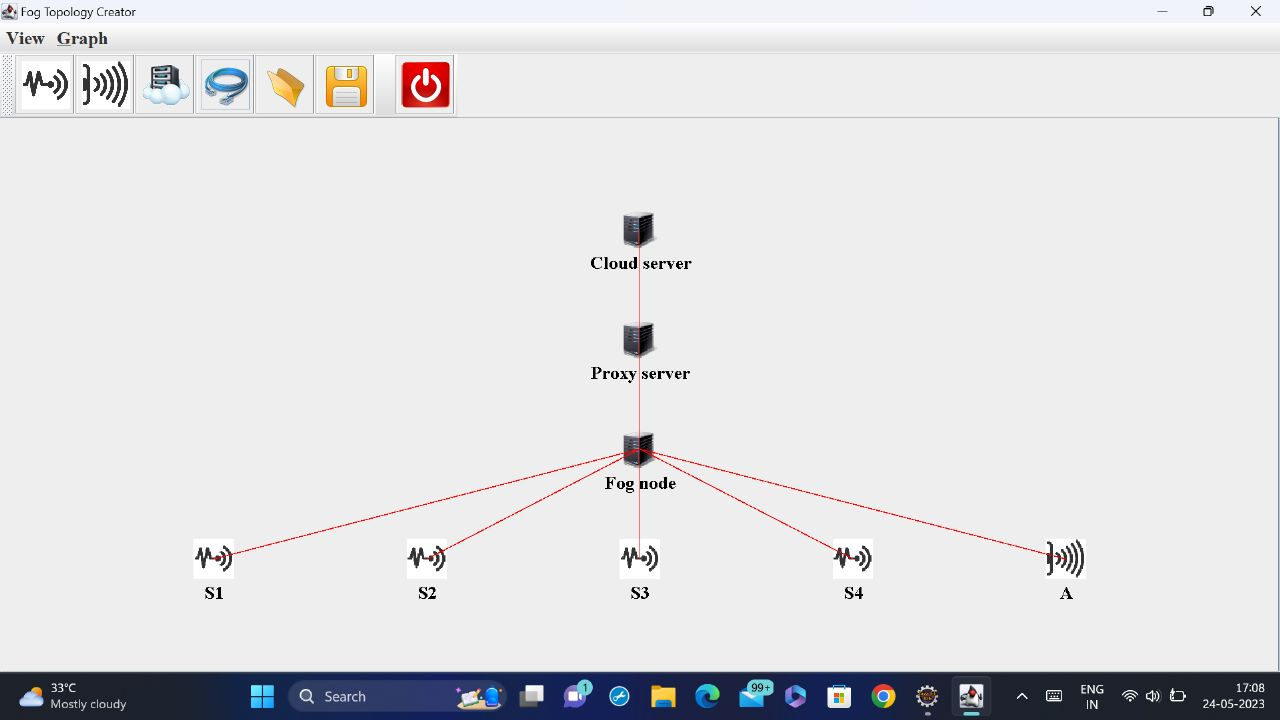 Fog Topology Creator
View Graph
Cloud server
Proxy server
Fog node
S1 S2 S3 S4 A
33°C
Mostly cloudy
Search
1
99+
ENG
IN
17:08
24-05-2023